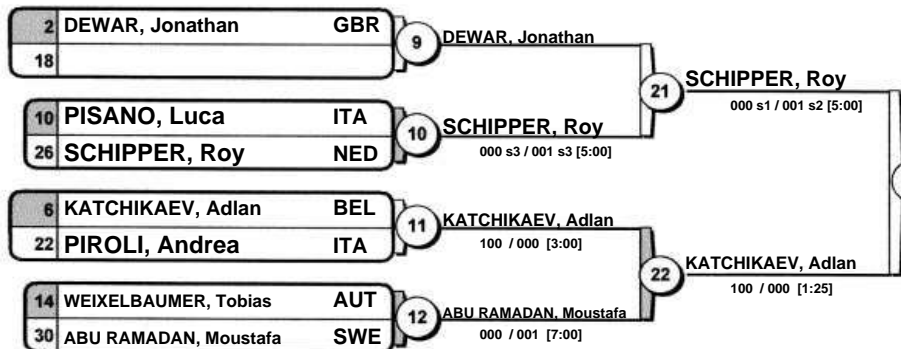 2 DEWAR, Jonathan GBR
18
9
DEWAR, Jonathan
10 PISANO, Luca ITA
26 SCHIPPER, Roy NED
10
SCHIPPER, Roy
000 s3 / 001 s3 [5:00]
21
SCHIPPER, Roy
000 s1 / 001 s2 [5:00]
6 KATCHIKAEV, Adlan BEL
22 PIROLI, Andrea ITA
11
KATCHIKAEV, Adlan
100 / 000 [3:00]
14 WEIXELBAUMER, Tobias AUT
30 ABU RAMADAN, Moustafa SWE
12
ABU RAMADAN, Moustafa
000 / 001 [7:00]
22
KATCHIKAEV, Adlan
100 / 000 [1:25]